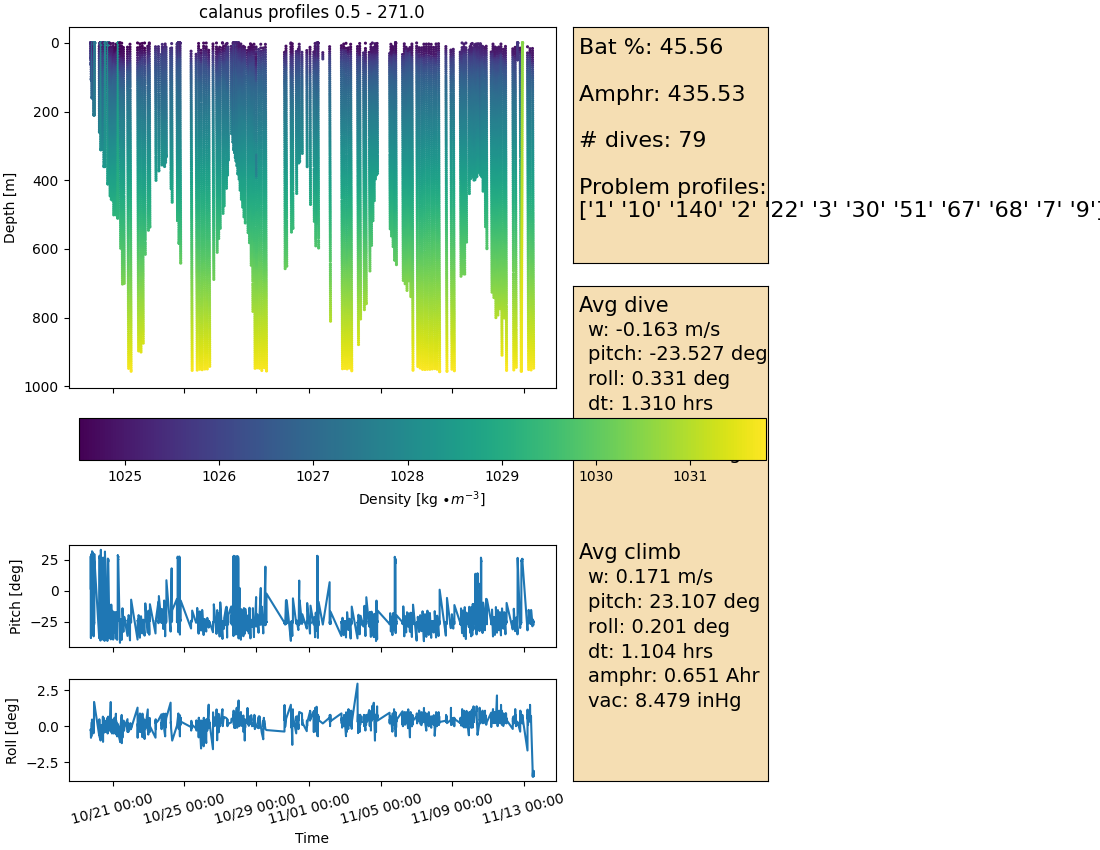 calanus profiles 0.5 - 271.0
0
200
400
600
800
1000
Depth [m]
Bat %: 45.56
Amphr: 435.53
# dives: 79
Problem profiles:
['1' '10' '140' '2' '22' '3' '30' '51' '67' '68' '7' '9']
Avg dive
w: -0.163 m/s
pitch: -23.527 deg
roll: 0.331 deg
dt: 1.310 hrs
1025 1026 1027 1028 1029 1030 1031
Density [kg •m⁻³]
25
0
−25
Pitch [deg]
Avg climb
w: 0.171 m/s
pitch: 23.107 deg
roll: 0.201 deg
dt: 1.104 hrs
amphr: 0.651 Ahr
vac: 8.479 inHg
2.5
0.0
−2.5
Roll [deg]
10/21 00:00 10/25 00:00 10/29 00:00 11/01 00:00 11/05 00:00 11/09 00:00 11/13 00:00
Time